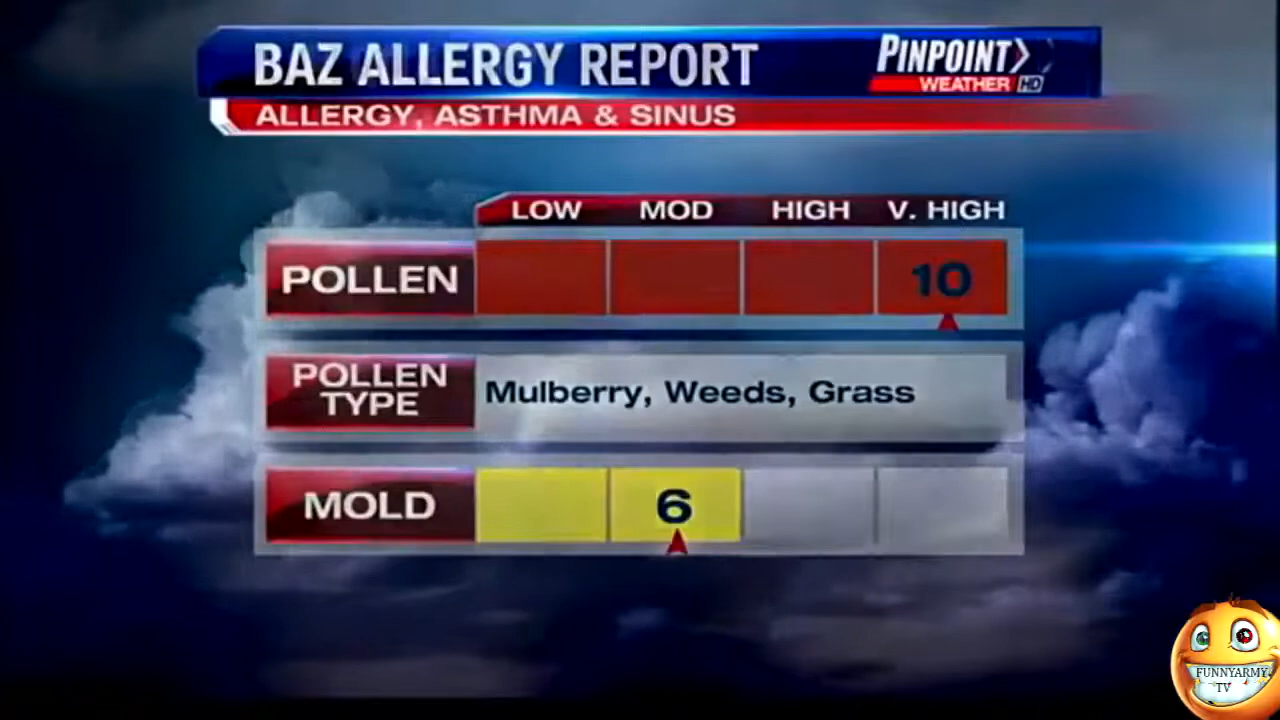 BAZ ALLERGY REPORT
PINPOINT
WEATHER HD
ALLERGY, ASTHMA & SINUS
LOW MOD HIGH V. HIGH
POLLEN 10
POLLEN TYPE
Mulberry, Weeds, Grass
MOLD 6
FUNNYARMY
TV